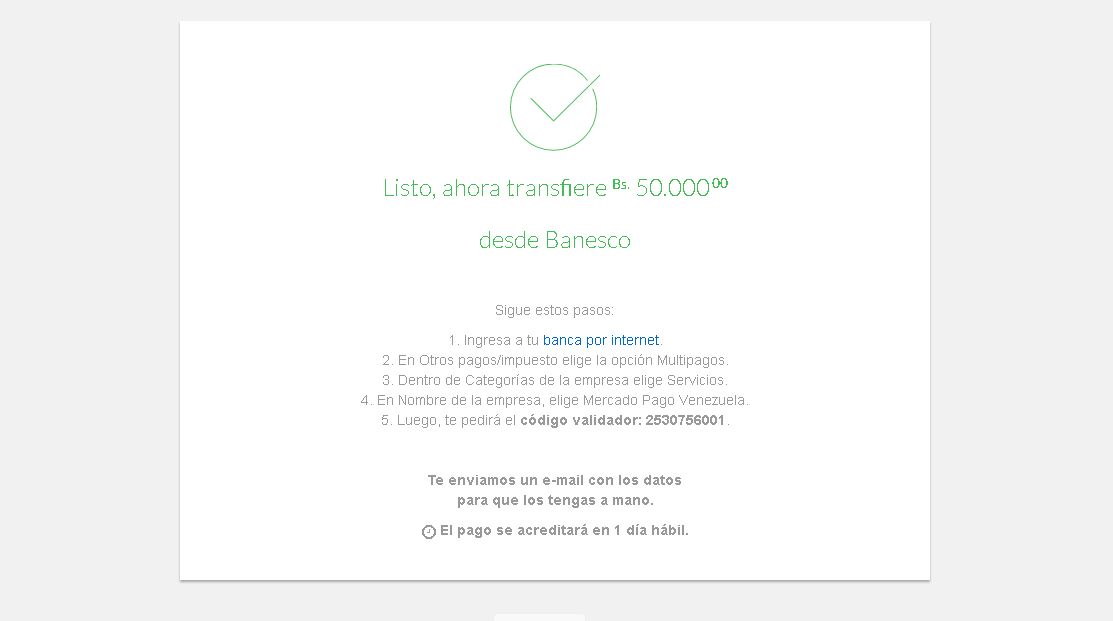 Listo, ahora transfiere Bs. 50.000⁰⁰
desde Banesco
Sigue estos pasos:
1. Ingresa a tu banca por internet.
2. En Otros pagos/impuesto elige la opción Multipagos.
3. Dentro de Categorías de la empresa elige Servicios.
4. En Nombre de la empresa, elige Mercado Pago Venezuela.
5. Luego, te pedirá el código validador: 2530756001.
Te enviamos un e-mail con los datos
para que los tengas a mano.
El pago se acreditará en 1 día hábil.